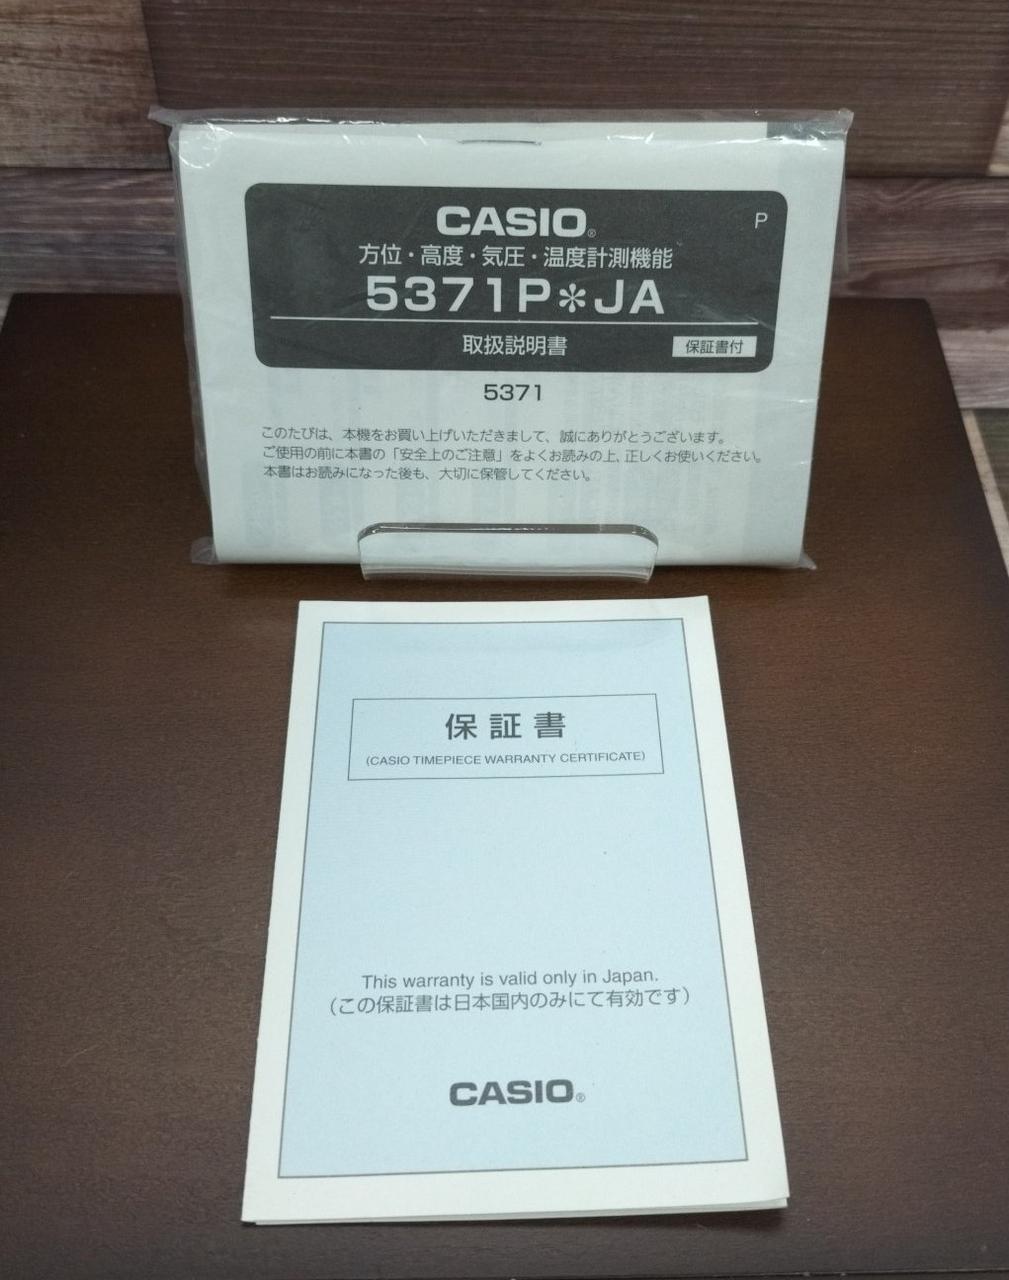 CASIO®
P
方位・高度・気圧・温度計測機能
5371P✻JA
取扱説明書
保証書付
5371
このたびは、本機をお買い上げいただきまして、誠にありがとうございます。
ご使用の前に本書の「安全上のご注意」をよくお読みの上、正しくお使いください。
本書はお読みになった後も、大切に保管してください。
保証書
(CASIO TIMEPIECE WARRANTY CERTIFICATE)
This warranty is valid only in Japan.
(この保証書は日本国内のみにて有効です)
CASIO®